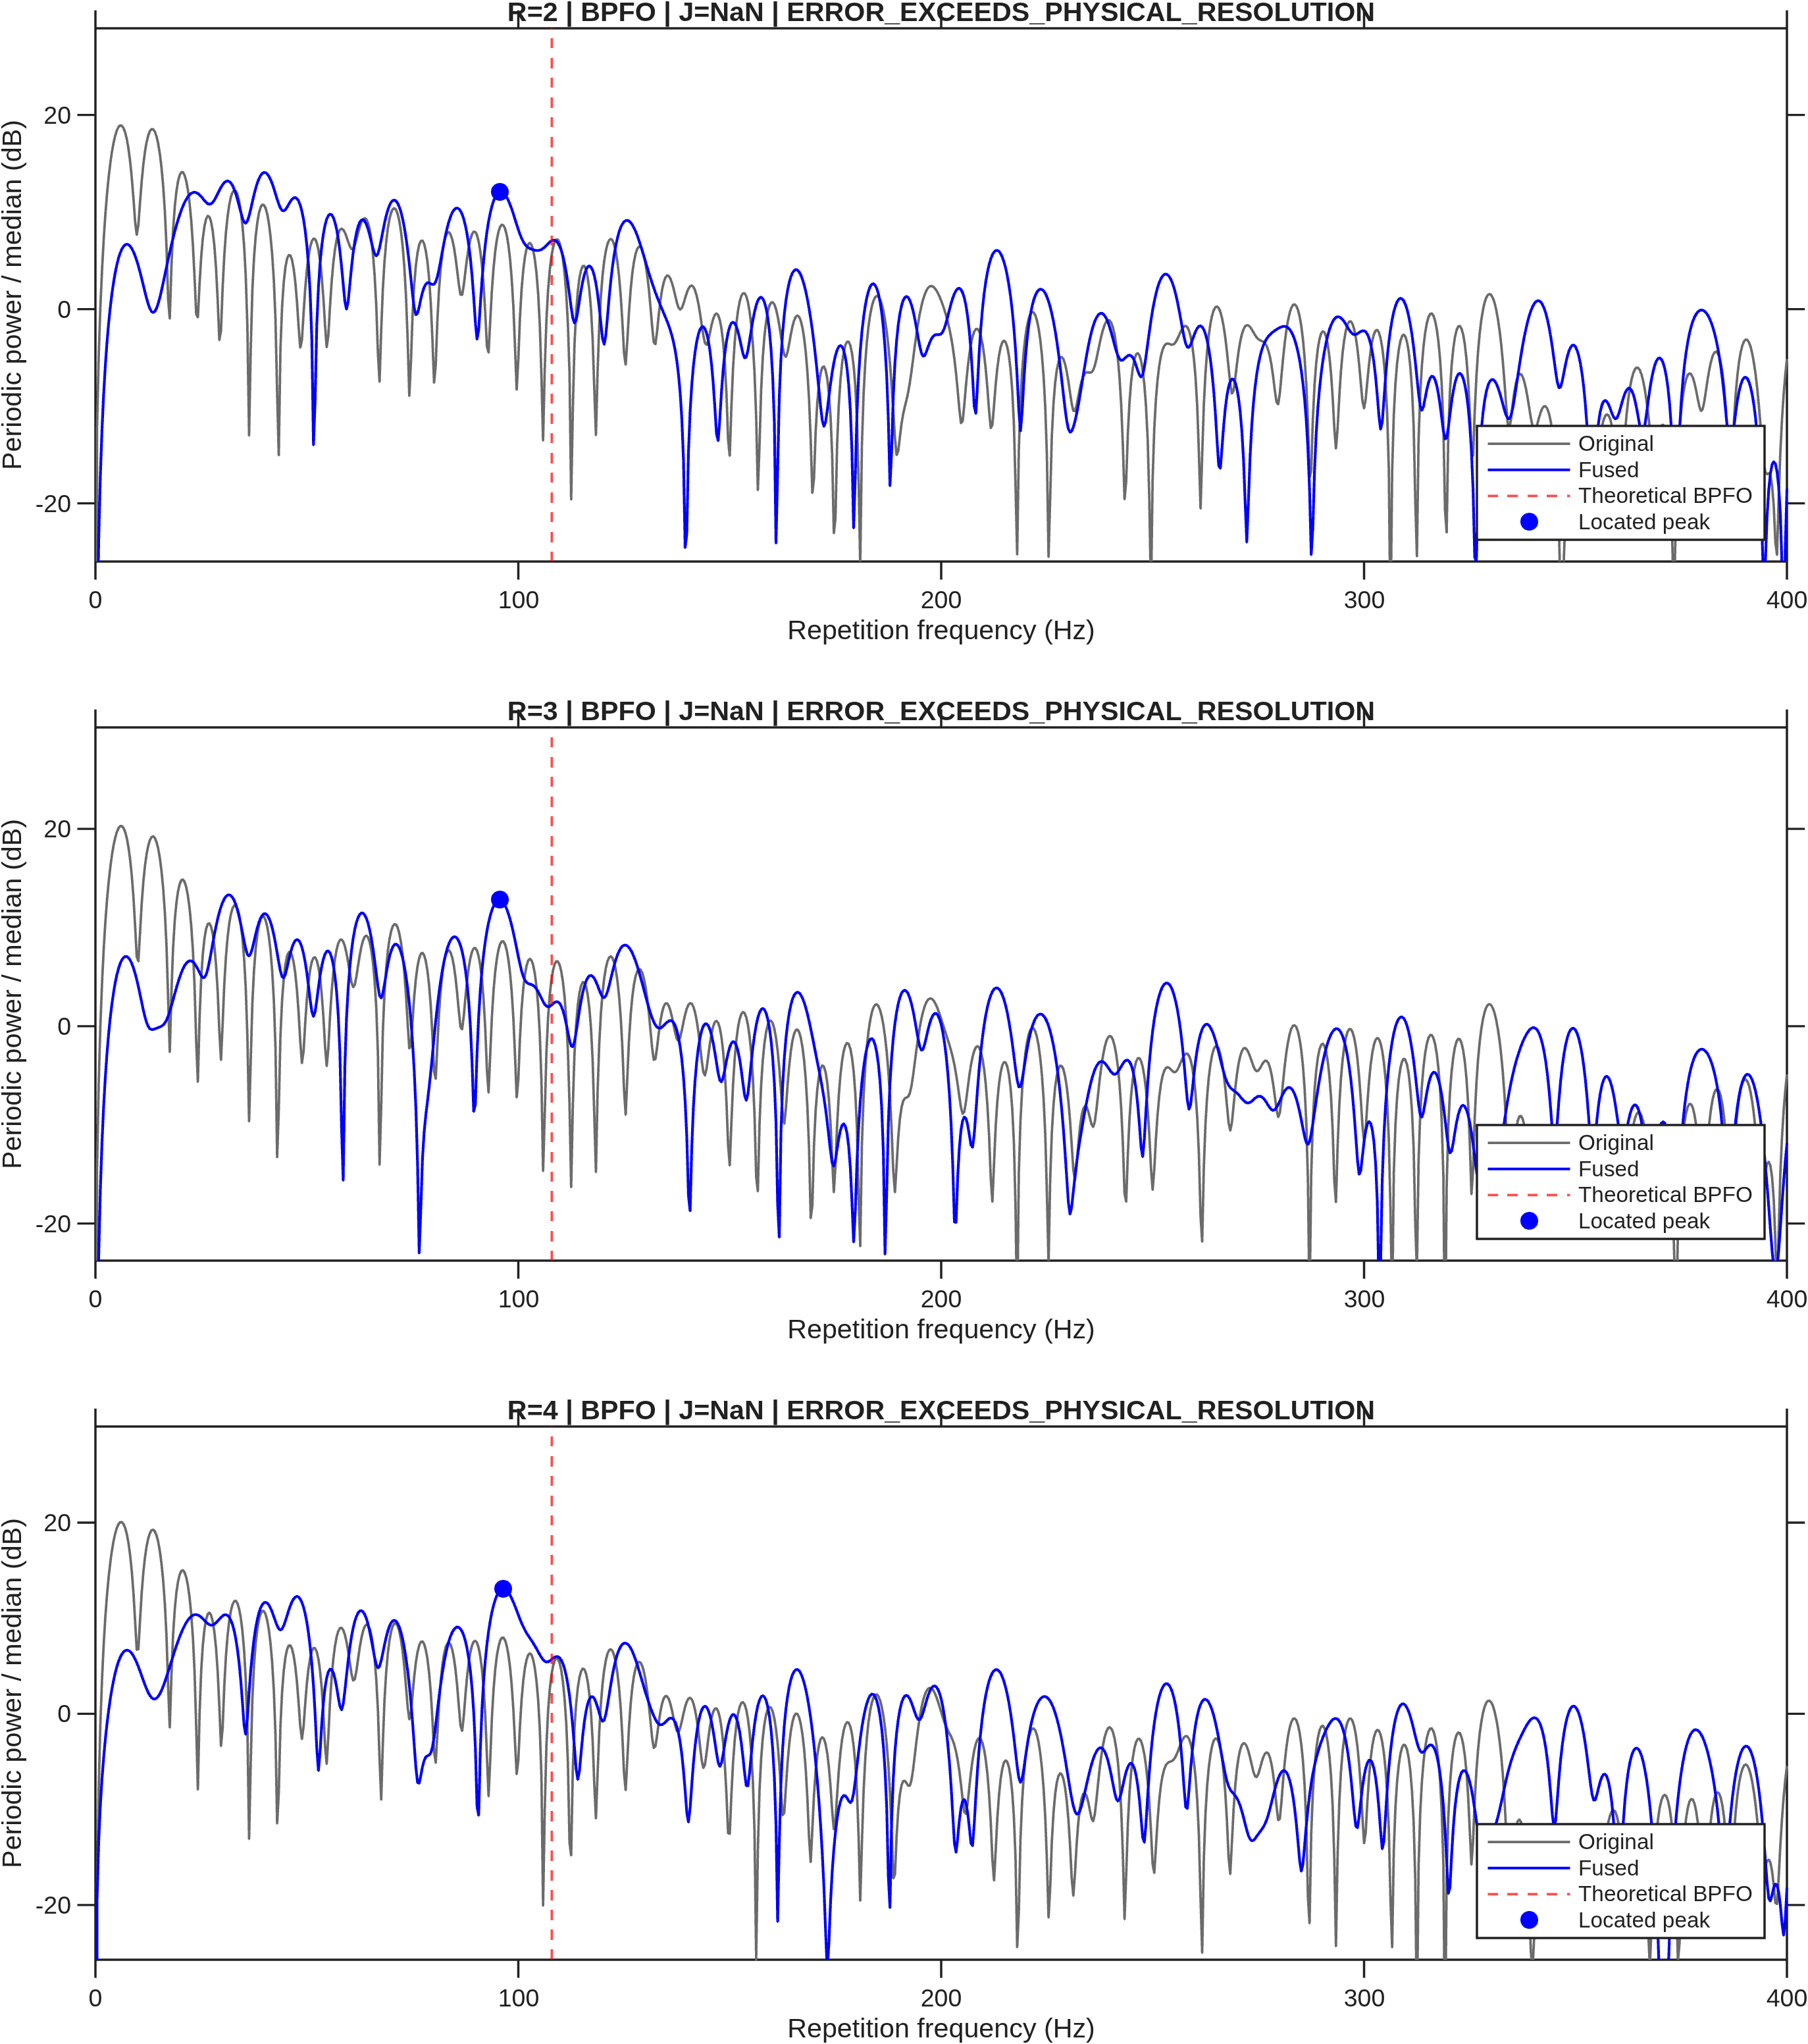 R=2 | BPFO | J=NaN | ERROR_EXCEEDS_PHYSICAL_RESOLUTION
Periodic power / median (dB)
20
0
-20
Original
Fused
Theoretical BPFO
Located peak
0 100 200 300 400
Repetition frequency (Hz)
R=3 | BPFO | J=NaN | ERROR_EXCEEDS_PHYSICAL_RESOLUTION
Periodic power / median (dB)
20
0
-20
Original
Fused
Theoretical BPFO
Located peak
0 100 200 300 400
Repetition frequency (Hz)
R=4 | BPFO | J=NaN | ERROR_EXCEEDS_PHYSICAL_RESOLUTION
Periodic power / median (dB)
20
0
-20
Original
Fused
Theoretical BPFO
Located peak
0 100 200 300 400
Repetition frequency (Hz)